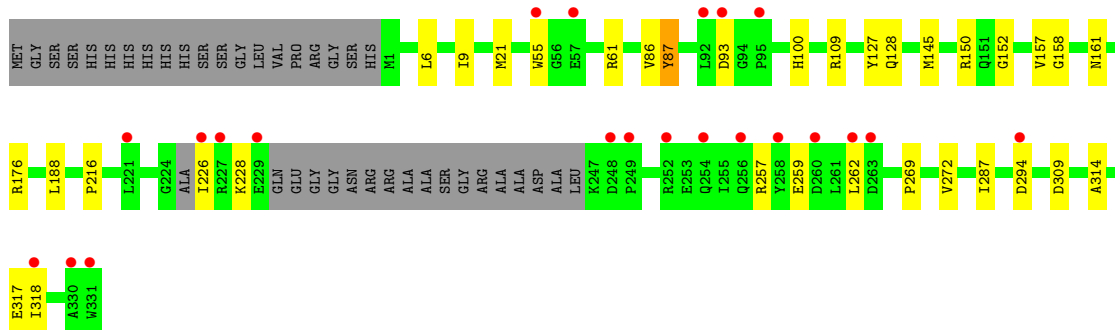 MET GLY SER SER HIS HIS HIS HIS HIS HIS SER SER GLY LEU VAL PRO ARG GLY SER HIS M1 L6 I9 M21 W55 G56 E57 R61 V86 Y87 L92 D93 G94 P95 H100 R109 Y127 Q128 M145 R150 Q151 G152 V157 G158 N161
R176 L188 P216 L221 G224 ALA I226 R227 K228 E229 GLN GLU GLY GLY ASN ARG ARG ALA ALA SER GLY ARG ALA ALA ASP ALA LEU K247 D248 P249 R252 E253 Q254 I255 Q256 R257 Y258 E259 D260 L261 L262 D263 P269 V272 I287 D294 D309 A314
E317 I318 A330 W331